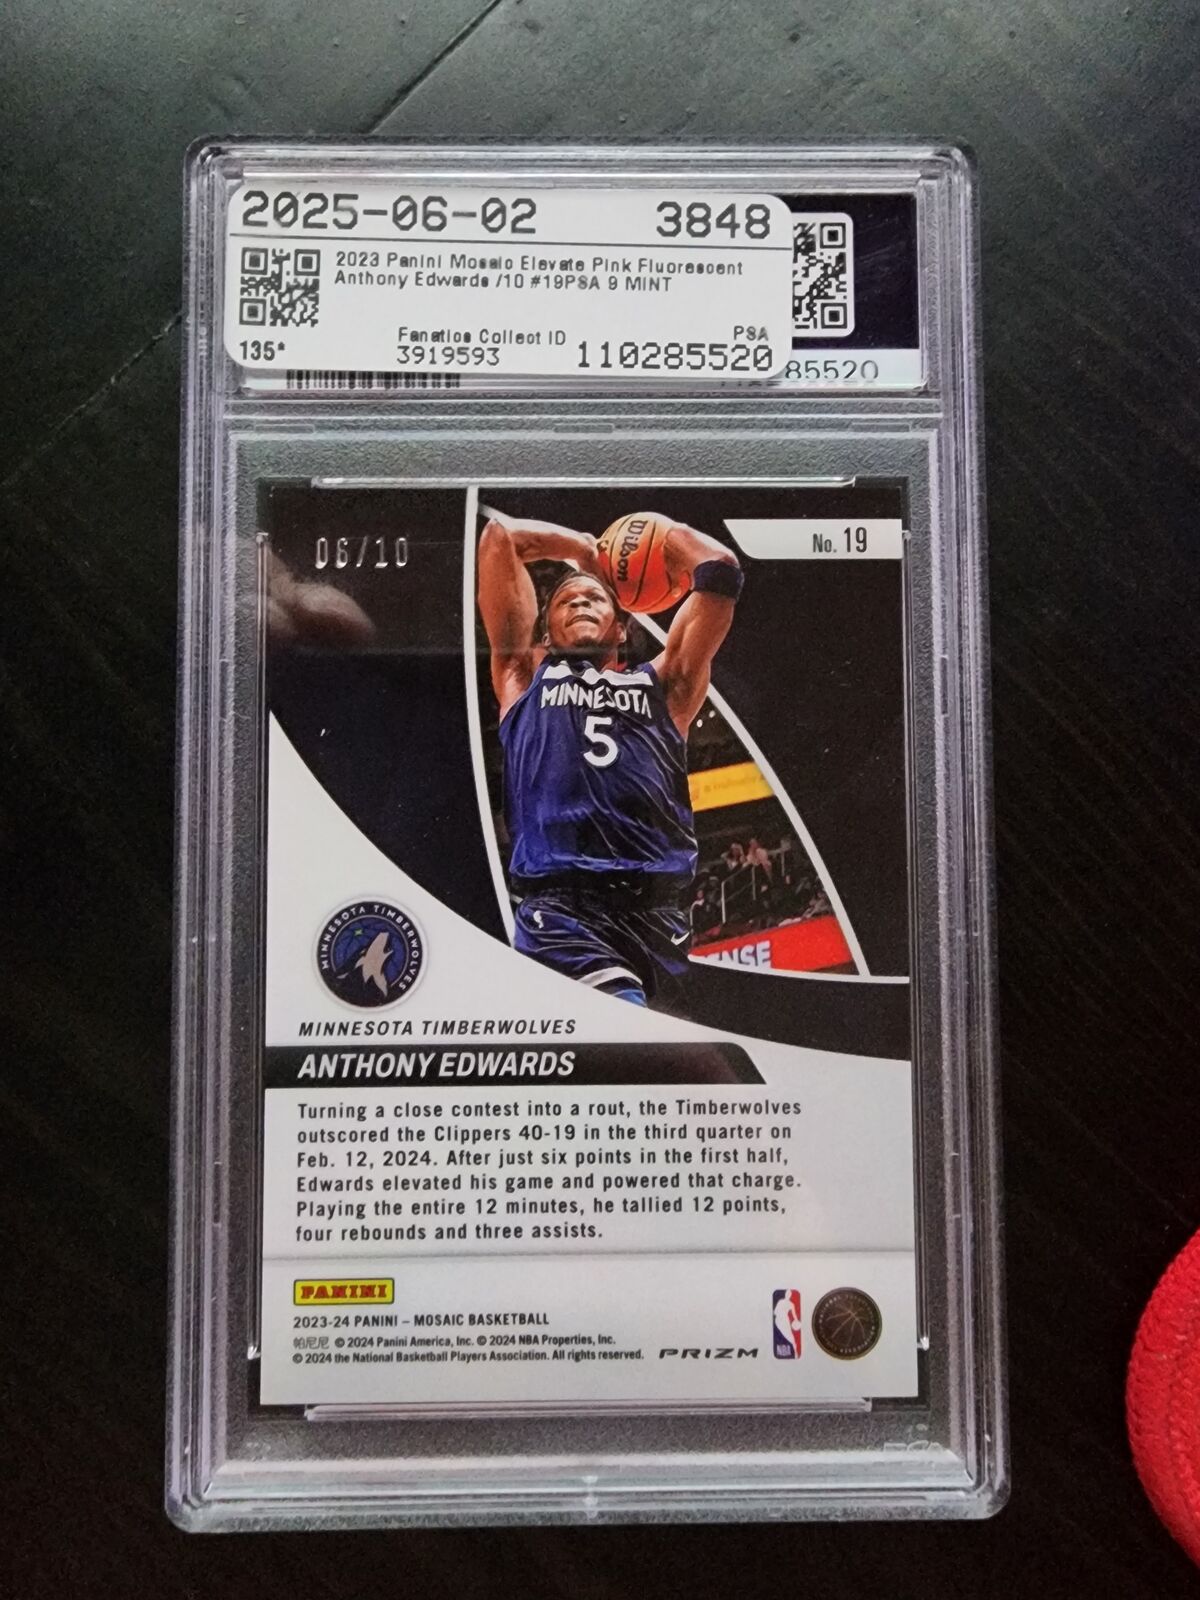 2025-06-02 3848
2023 Panini Mosaic Elevate Pink Fluorescent
Anthony Edwards /10 #19PSA 9 MINT
135*
Fanatics Collect ID
3919593
PSA
110285520
85520
06/10
No. 19
Wilson
MINNESOTA
5
ENSE
MINNESOTA TIMBERWOLVES
MINNESOTA TIMBERWOLVES
ANTHONY EDWARDS
Turning a close contest into a rout, the Timberwolves
outscored the Clippers 40-19 in the third quarter on
Feb. 12, 2024. After just six points in the first half,
Edwards elevated his game and powered that charge.
Playing the entire 12 minutes, he tallied 12 points,
four rebounds and three assists.
PANINI
2023-24 PANINI – MOSAIC BASKETBALL
帕尼尼 © 2024 Panini America, Inc. © 2024 NBA Properties, Inc.
© 2024 the National Basketball Players Association. All rights reserved.
PRIZM
NBA